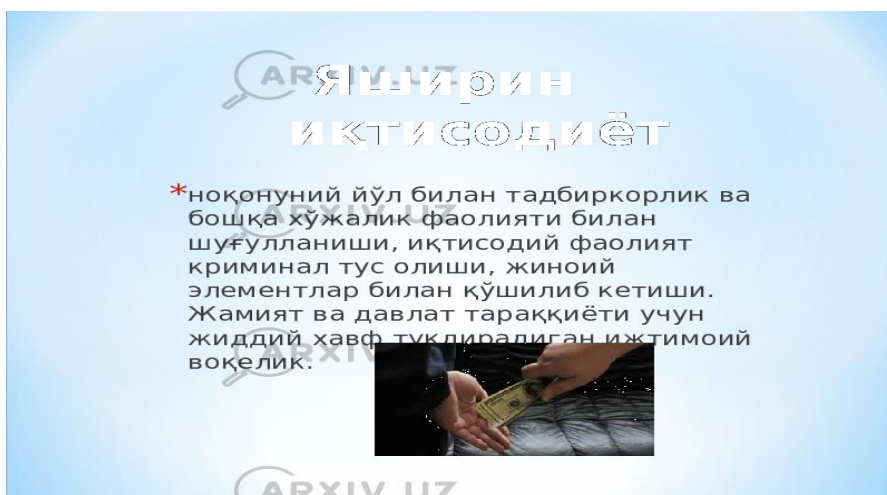 ARXIV.UZ
Яширин
иқтисодиёт
*ноқонуний йўл билан тадбиркорлик ва
ARXIV.UZ
бошқа хўжалик фаолияти билан
шуғулланиши, иқтисодий фаолият
криминал тус олиши, жиноий
элементлар билан қўшилиб кетиши.
Жамият ва давлат тараққиёти учун
жиддий хавф туғдирадиган ижтимоий
ARXIV
воқелик.
ARXIV.UZ